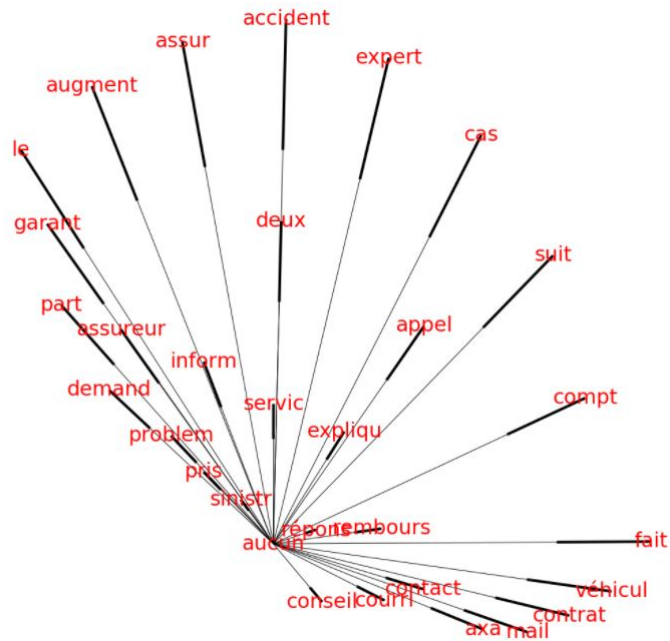 accident
assur
expert
augment
cas
le
deux
garant
suit
part
assureur
appel
inform
demand
compt
servic
problem
expliqu
pris
sinistr
répons
rembours
aucun
fait
contact
véhicul
conseil
courri
contrat
axa
mail